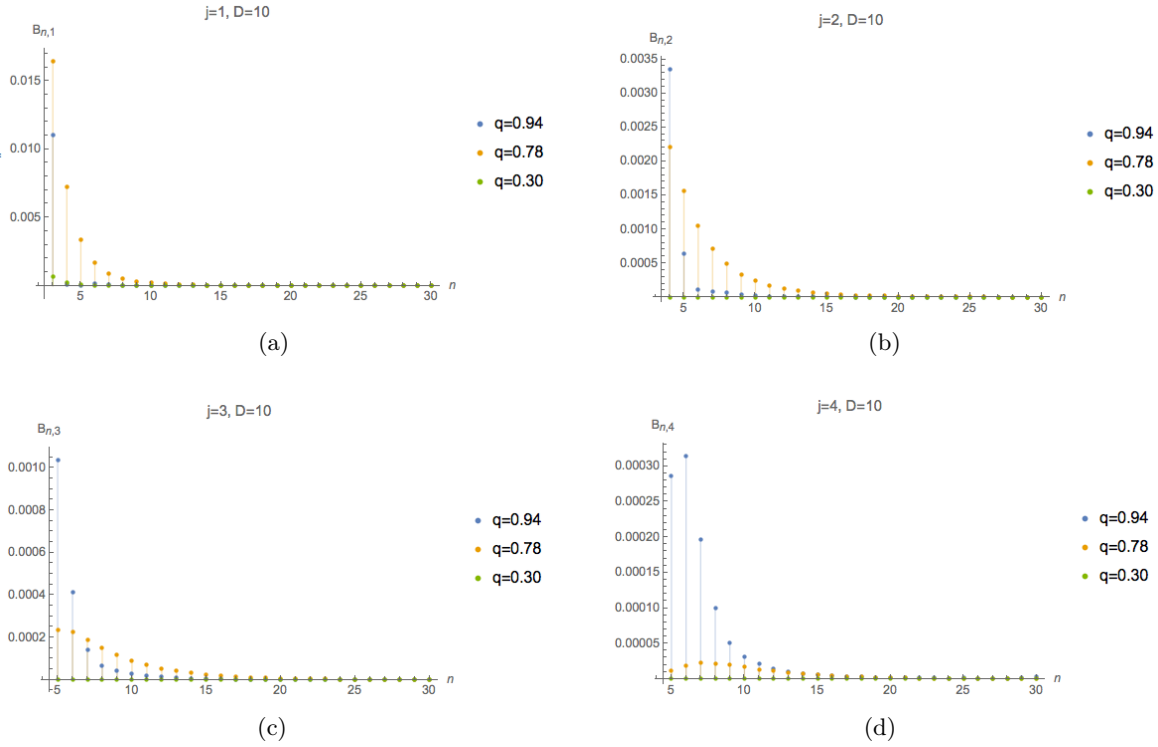 j=1, D=10
B_{n,1}
0.015
0.010
0.005
5 10 15 20 25 30 n
q=0.94
q=0.78
q=0.30
(a)
j=2, D=10
B_{n,2}
0.0035
0.0030
0.0025
0.0020
0.0015
0.0010
0.0005
5 10 15 20 25 30 n
q=0.94
q=0.78
q=0.30
(b)
j=3, D=10
B_{n,3}
0.0010
0.0008
0.0006
0.0004
0.0002
5 10 15 20 25 30 n
q=0.94
q=0.78
q=0.30
(c)
j=4, D=10
B_{n,4}
0.00030
0.00025
0.00020
0.00015
0.00010
0.00005
5 10 15 20 25 30 n
q=0.94
q=0.78
q=0.30
(d)